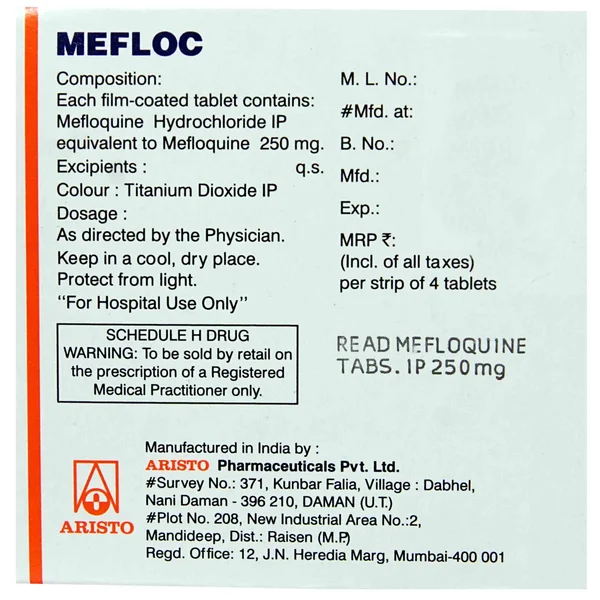 MEFLOC
Composition:
Each film-coated tablet contains:
Mefloquine Hydrochloride IP
equivalent to Mefloquine 250 mg.
Excipients : q.s.
Colour : Titanium Dioxide IP
Dosage :
As directed by the Physician.
Keep in a cool, dry place.
Protect from light.
"For Hospital Use Only"
SCHEDULE H DRUG
WARNING: To be sold by retail on
the prescription of a Registered
Medical Practitioner only.
M. L. No.:
#Mfd. at:
B. No.:
Mfd.:
Exp.:
MRP ₹:
(Incl. of all taxes)
per strip of 4 tablets
READ MEFLOQUINE
TABS. IP 250mg
ARISTO
Manufactured in India by :
ARISTO Pharmaceuticals Pvt. Ltd.
#Survey No.: 371, Kunbar Falia, Village : Dabhel,
Nani Daman - 396 210, DAMAN (U.T.)
#Plot No. 208, New Industrial Area No.:2,
Mandideep, Dist.: Raisen (M.P.)
Regd. Office: 12, J.N. Heredia Marg, Mumbai-400 001